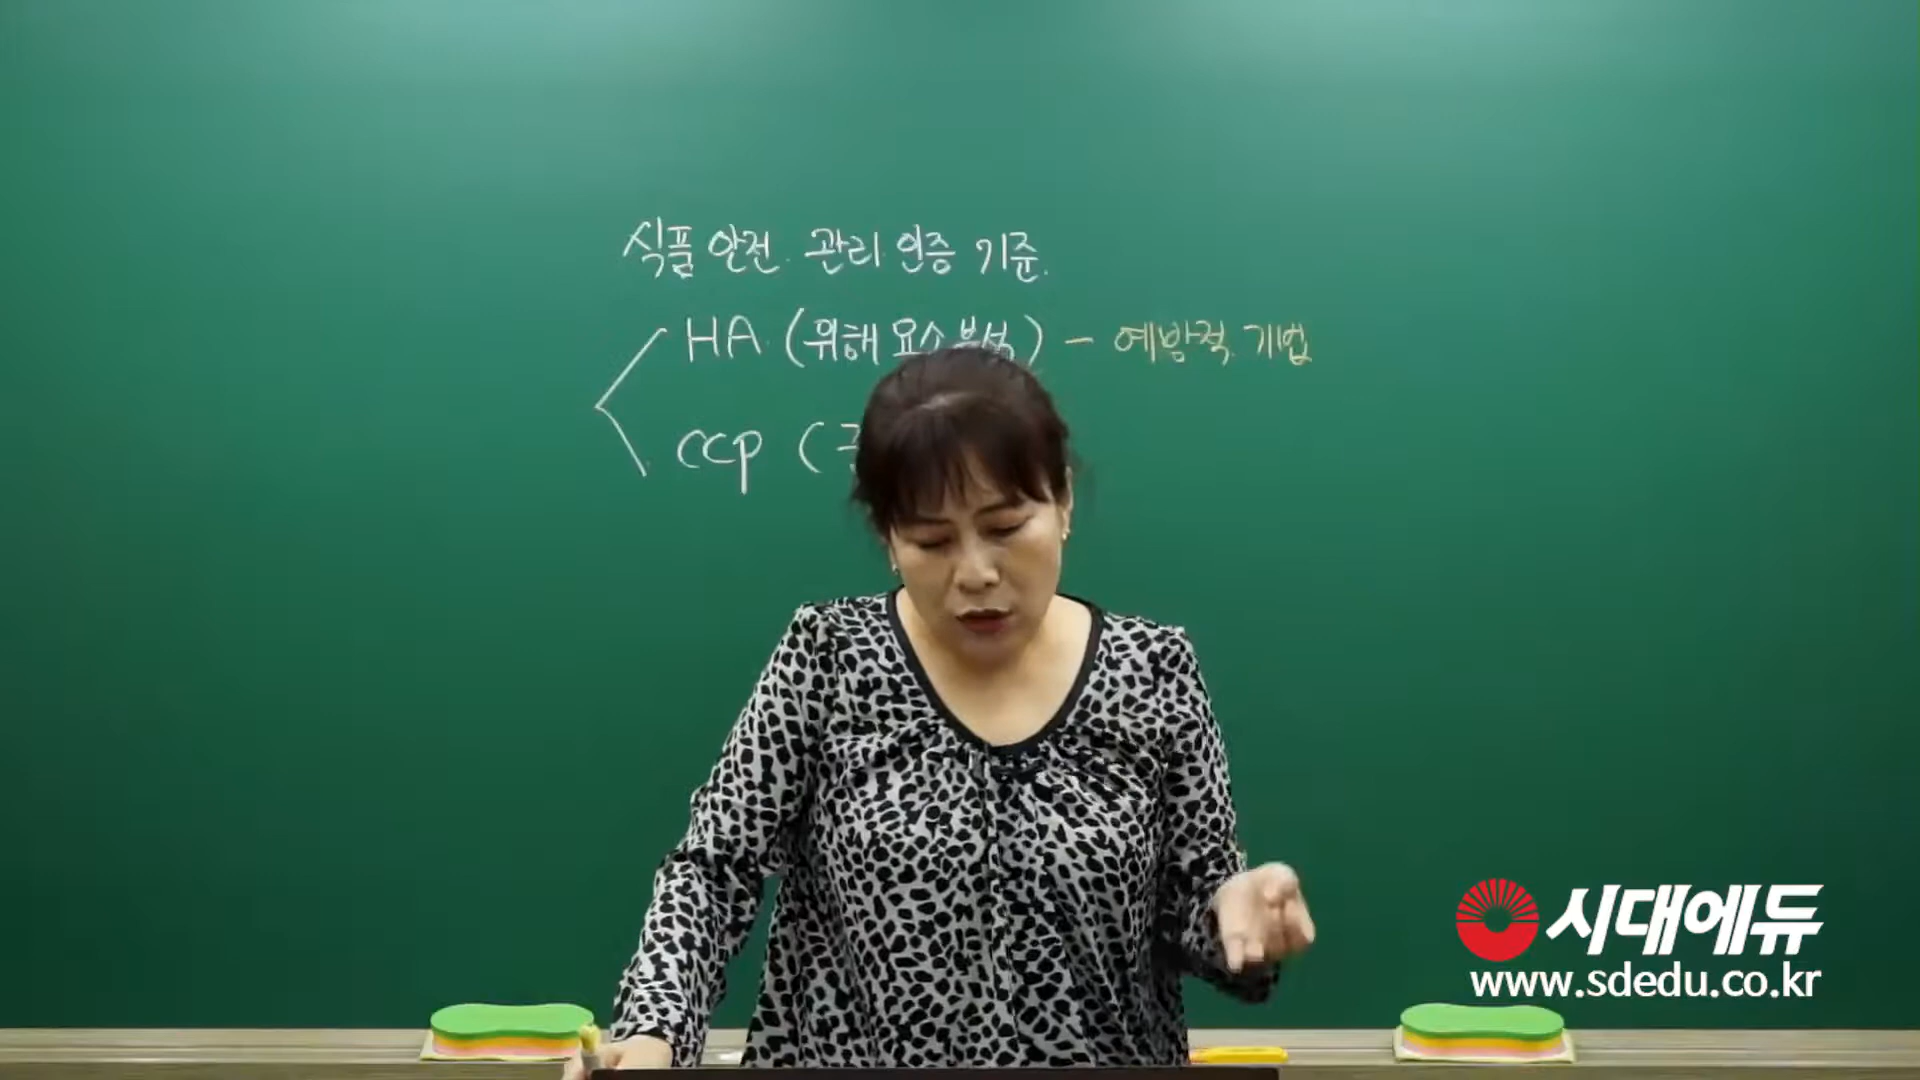 식품 안전 관리 인증 기준.
HA (위해 요소분석) - 예방적 기법
CCP (
시대에듀
www.sdedu.co.kr